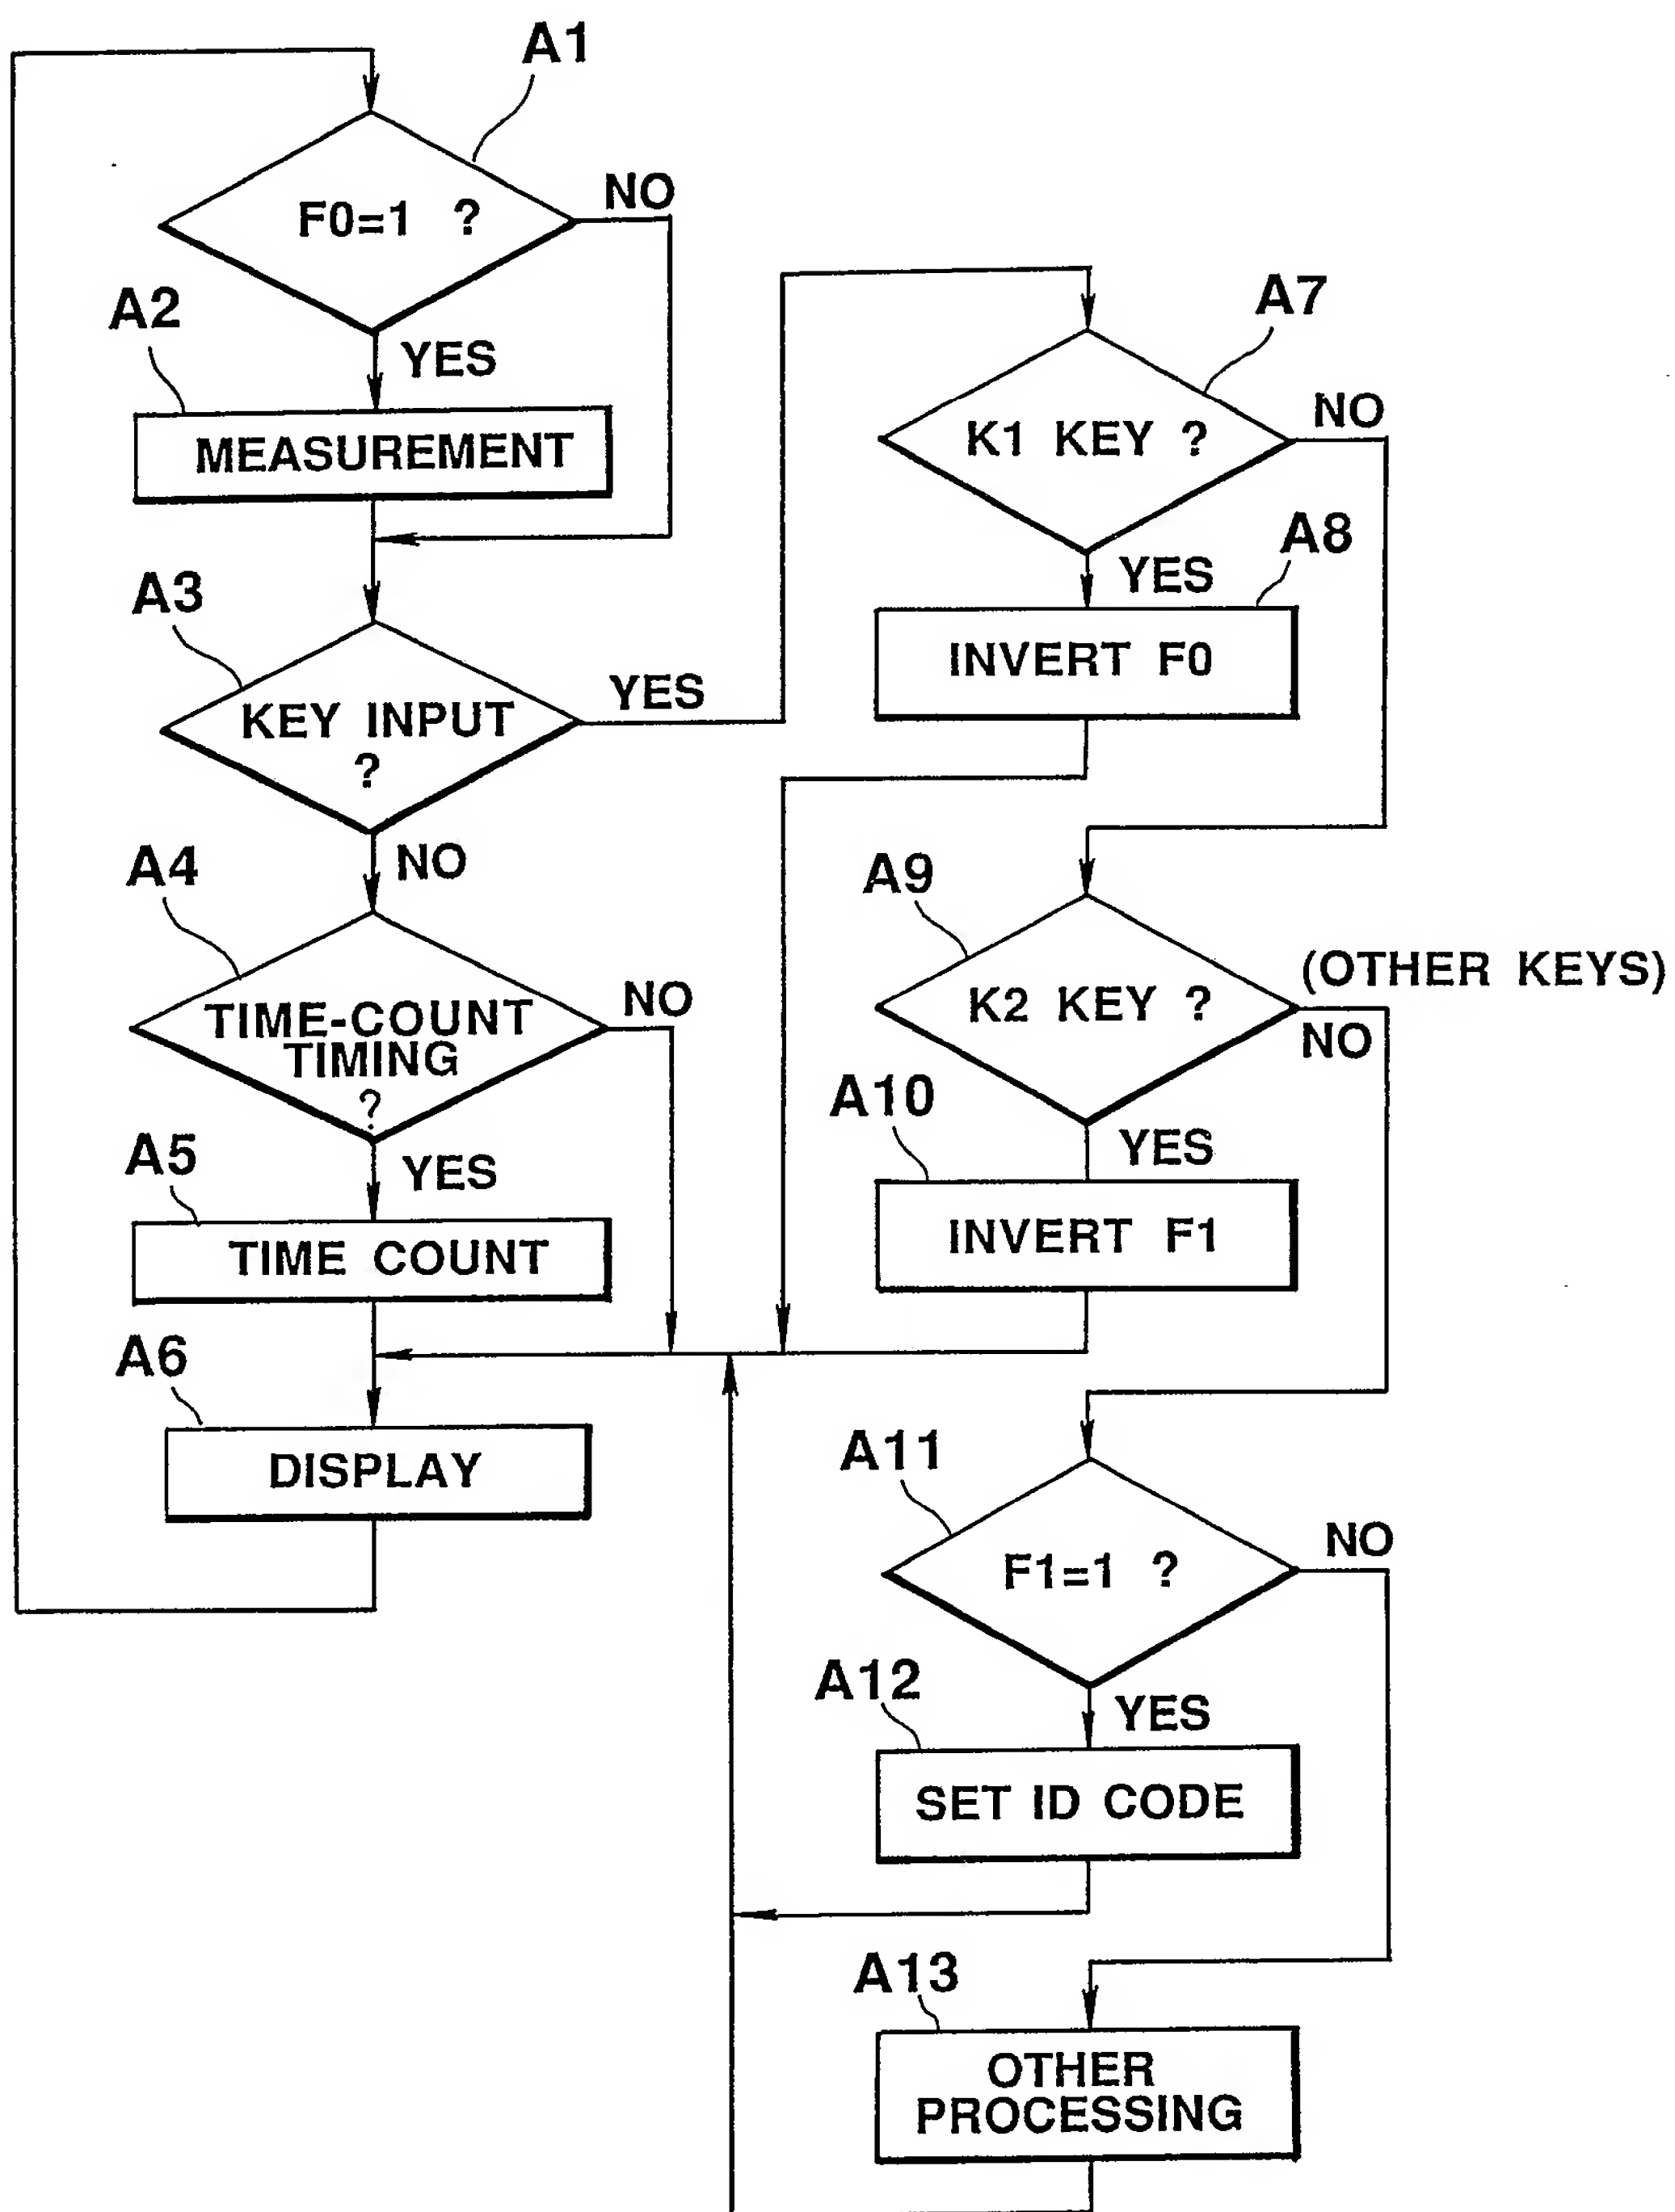 A1
F0=1 ?
NO
A2
YES
MEASUREMENT
A3
KEY INPUT
?
YES
NO
A4
TIME-COUNT
TIMING
?
NO
A5
YES
TIME COUNT
A6
DISPLAY
A7
K1 KEY ?
NO
A8
YES
INVERT F0
A9
K2 KEY ?
(OTHER KEYS)
NO
A10
YES
INVERT F1
A11
F1=1 ?
NO
A12
YES
SET ID CODE
A13
OTHER
PROCESSING